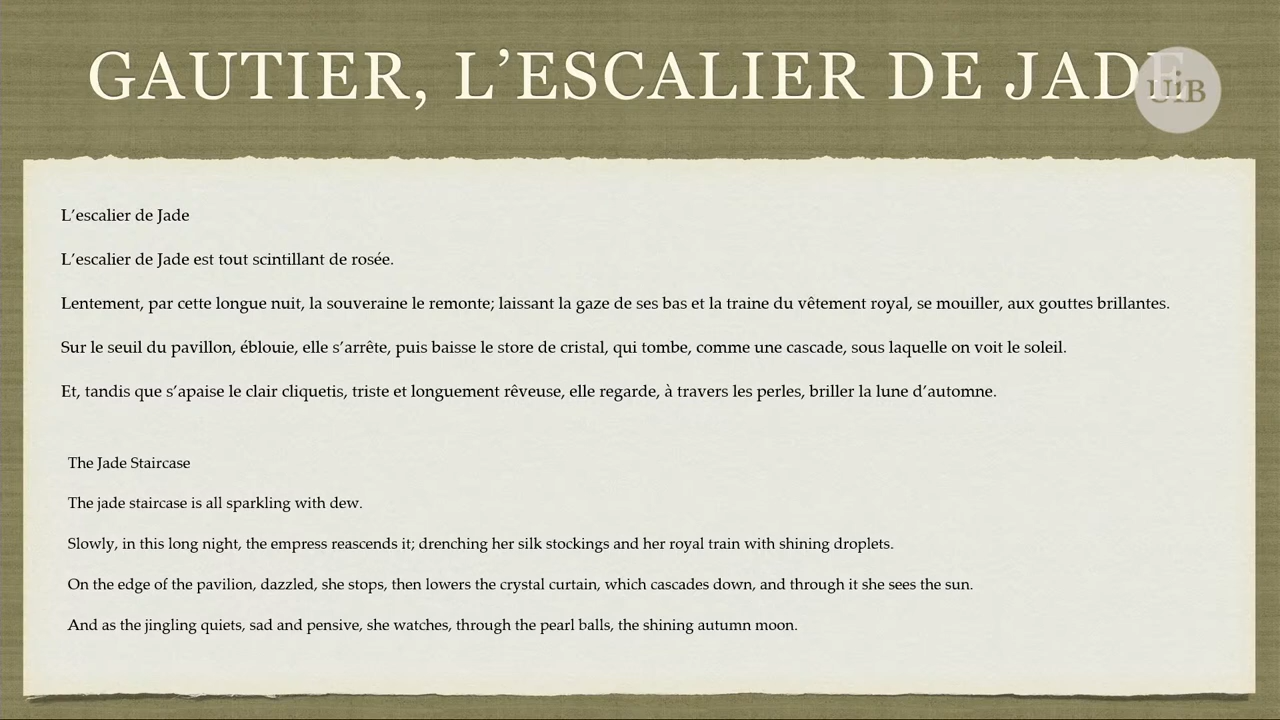 GAUTIER, L’ESCALIER DE JADE
UiB
L’escalier de Jade
L’escalier de Jade est tout scintillant de rosée.
Lentement, par cette longue nuit, la souveraine le remonte; laissant la gaze de ses bas et la traine du vêtement royal, se mouiller, aux gouttes brillantes.
Sur le seuil du pavillon, éblouie, elle s’arrête, puis baisse le store de cristal, qui tombe, comme une cascade, sous laquelle on voit le soleil.
Et, tandis que s’apaise le clair cliquetis, triste et longuement rêveuse, elle regarde, à travers les perles, briller la lune d’automne.
The Jade Staircase
The jade staircase is all sparkling with dew.
Slowly, in this long night, the empress reascends it; drenching her silk stockings and her royal train with shining droplets.
On the edge of the pavilion, dazzled, she stops, then lowers the crystal curtain, which cascades down, and through it she sees the sun.
And as the jingling quiets, sad and pensive, she watches, through the pearl balls, the shining autumn moon.